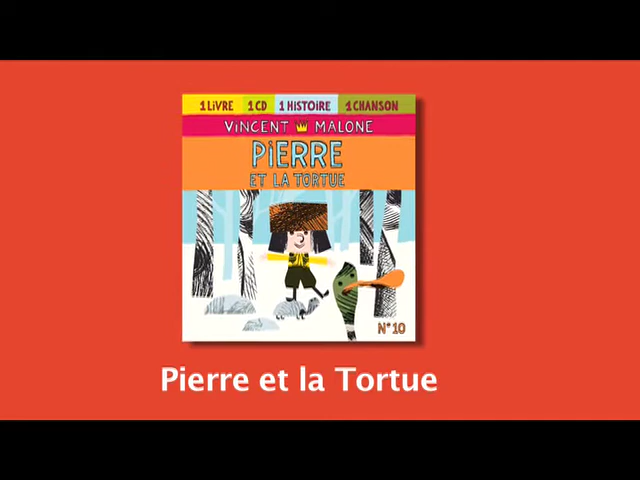 1 LiVRE 1 CD 1 HISTOIRE 1 CHANSON
ViNCENT MALONE
PiERRE
ET LA TORTUE
N°10
Pierre et la Tortue